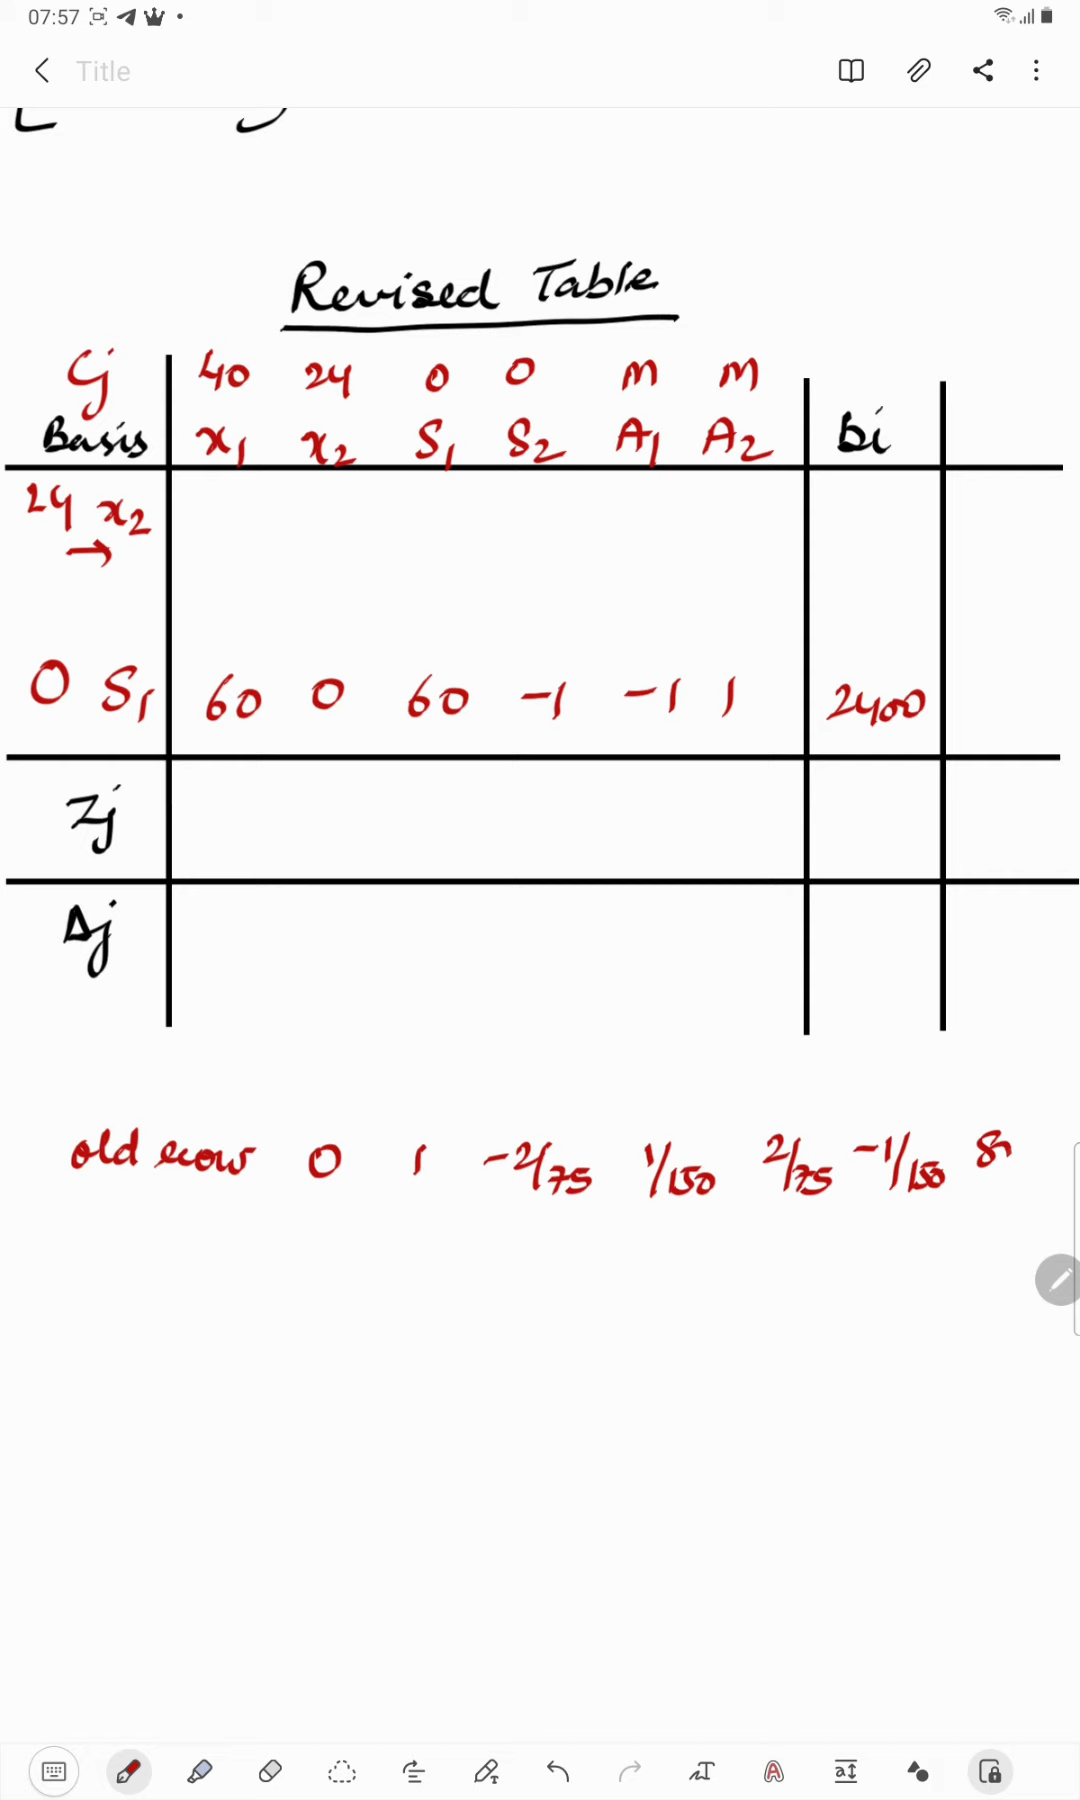 07:57
Title
Revised Table
Cj 40 24 0 0 M M
Basis x1 x2 S1 S2 A1 A2 bi
24 x2
→
0 S1 60 0 60 -1 -1 1 2400
Zj
Δj
old row 0 1 -2/75 1/150 2/75 -1/150